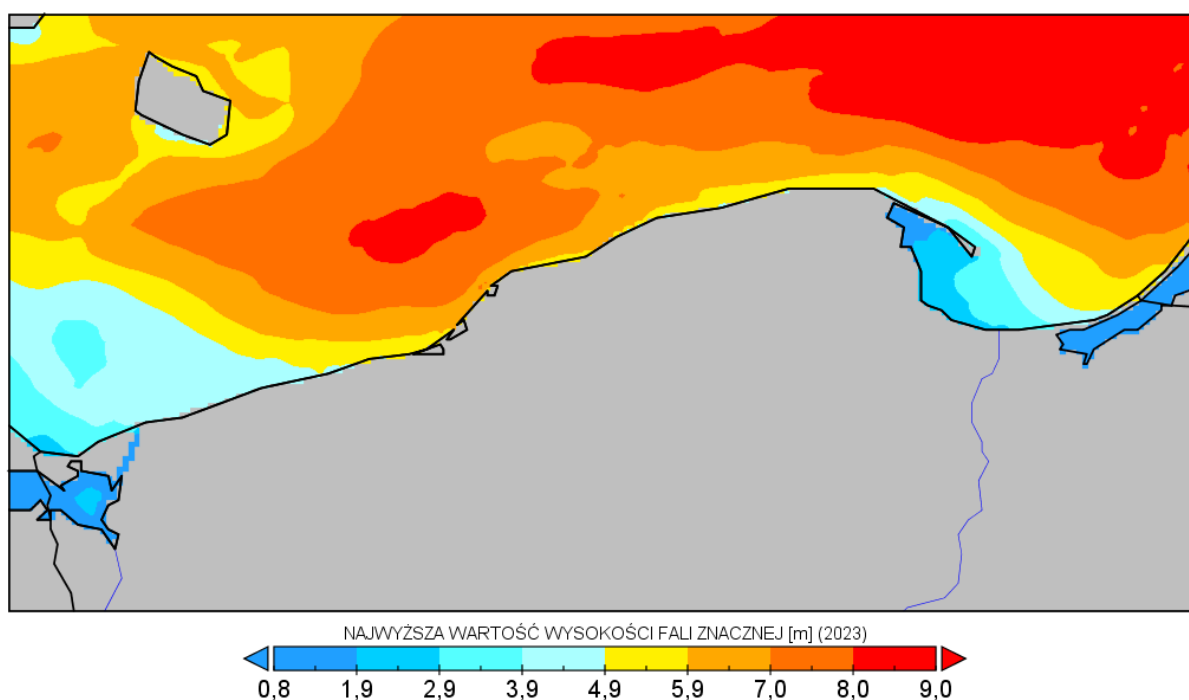 NAJWYŻSZA WARTOŚĆ WYSOKOŚCI FALI ZNACZNEJ [m] (2023)
0,8 1,9 2,9 3,9 4,9 5,9 7,0 8,0 9,0